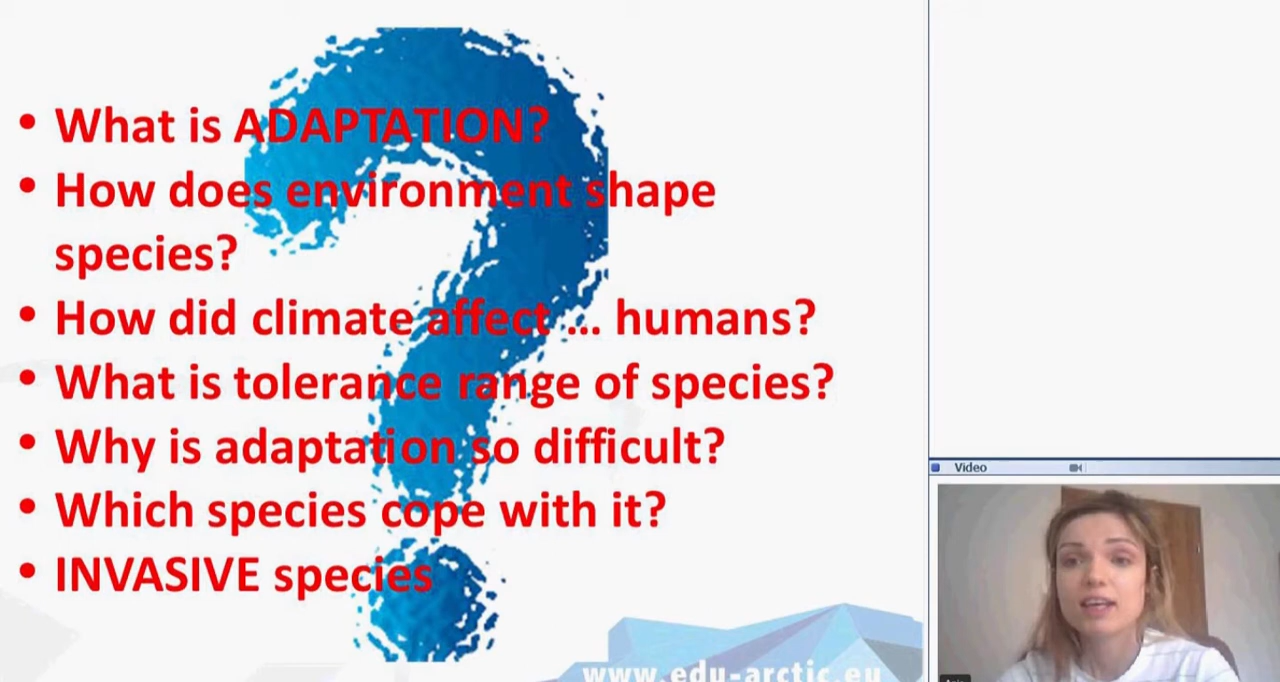 • What is ADAPTATION?
• How does environment shape
species?
• How did climate affect ... humans?
• What is tolerance range of species?
• Why is adaptation so difficult?
• Which species cope with it?
• INVASIVE species
www.edu-arctic.eu
Video